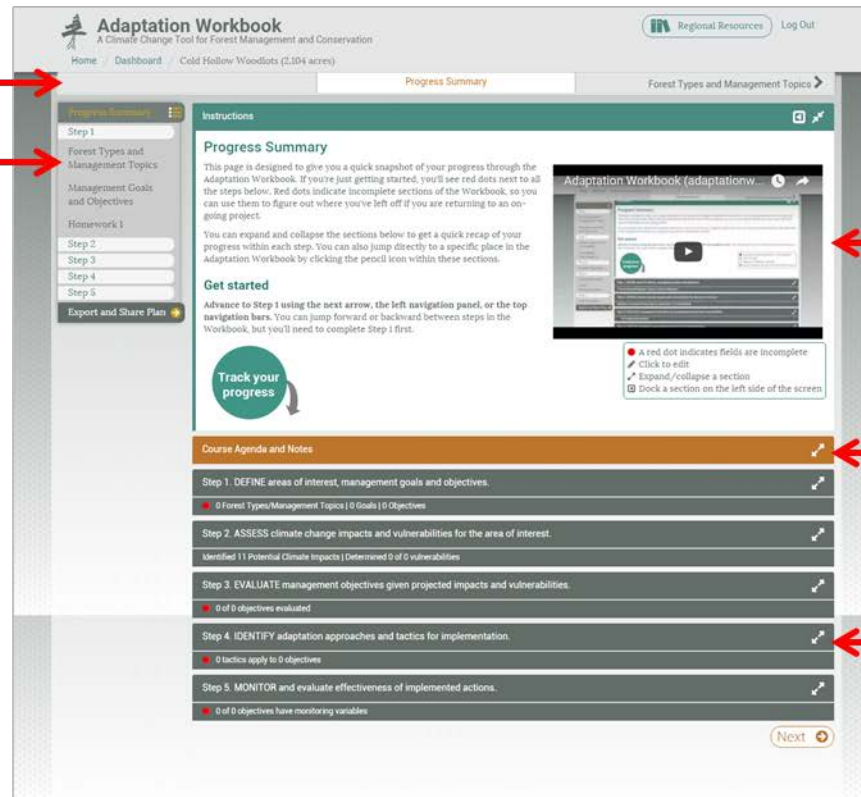 Adaptation Workbook
A Climate Change Tool for Forest Management and Conservation
Regional Resources
Log Out
Home / Dashboard / Cold Hollow Woodlots (2,104 acres)
Progress Summary
Forest Types and Management Topics
Progress Summary
Step 1
Forest Types and
Management Topics
Management Goals
and Objectives
Homework 1
Step 2
Step 3
Step 4
Step 5
Export and Share Plan
Instructions
Progress Summary
This page is designed to give you a quick snapshot of your progress through the
Adaptation Workbook. If you're just getting started, you'll see red dots next to all
the steps below. Red dots indicate incomplete sections of the Workbook, so you
can use them to figure out where you've left off if you are returning to an on-
going project.
You can expand and collapse the sections below to get a quick recap of your
progress within each step. You can also jump directly to a specific place in the
Adaptation Workbook by clicking the pencil icon within these sections.
Get started
Advance to Step 1 using the next arrow, the left navigation panel, or the top
navigation bars. You can jump forward or backward between steps in the
Workbook, but you'll need to complete Step 1 first.
Track your
progress
Adaptation Workbook (adaptationw...
A red dot indicates fields are incomplete
Click to edit
Expand/collapse a section
Dock a section on the left side of the screen
Course Agenda and Notes
Step 1. DEFINE areas of interest, management goals and objectives.
0 Forest Types/Management Topics | 0 Goals | 0 Objectives
Step 2. ASSESS climate change impacts and vulnerabilities for the area of interest.
Identified 11 Potential Climate Impacts | Determined 0 of 0 vulnerabilities
Step 3. EVALUATE management objectives given projected impacts and vulnerabilities.
0 of 0 objectives evaluated
Step 4. IDENTIFY adaptation approaches and tactics for implementation.
0 tactics apply to 0 objectives
Step 5. MONITOR and evaluate effectiveness of implemented actions.
0 of 0 objectives have monitoring variables
Next